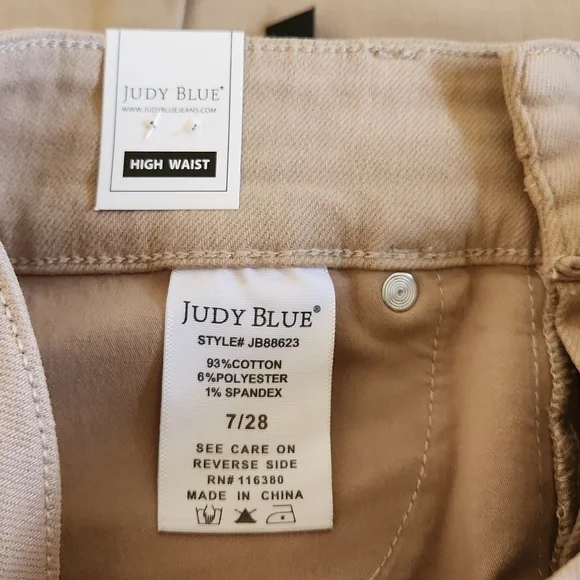 JUDY BLUE®
WWW.JUDYBLUEJEANS.COM
HIGH WAIST
JUDY BLUE®
STYLE# JB88623
93%COTTON
6%POLYESTER
1% SPANDEX
7/28
SEE CARE ON
REVERSE SIDE
RN# 116380
MADE IN CHINA